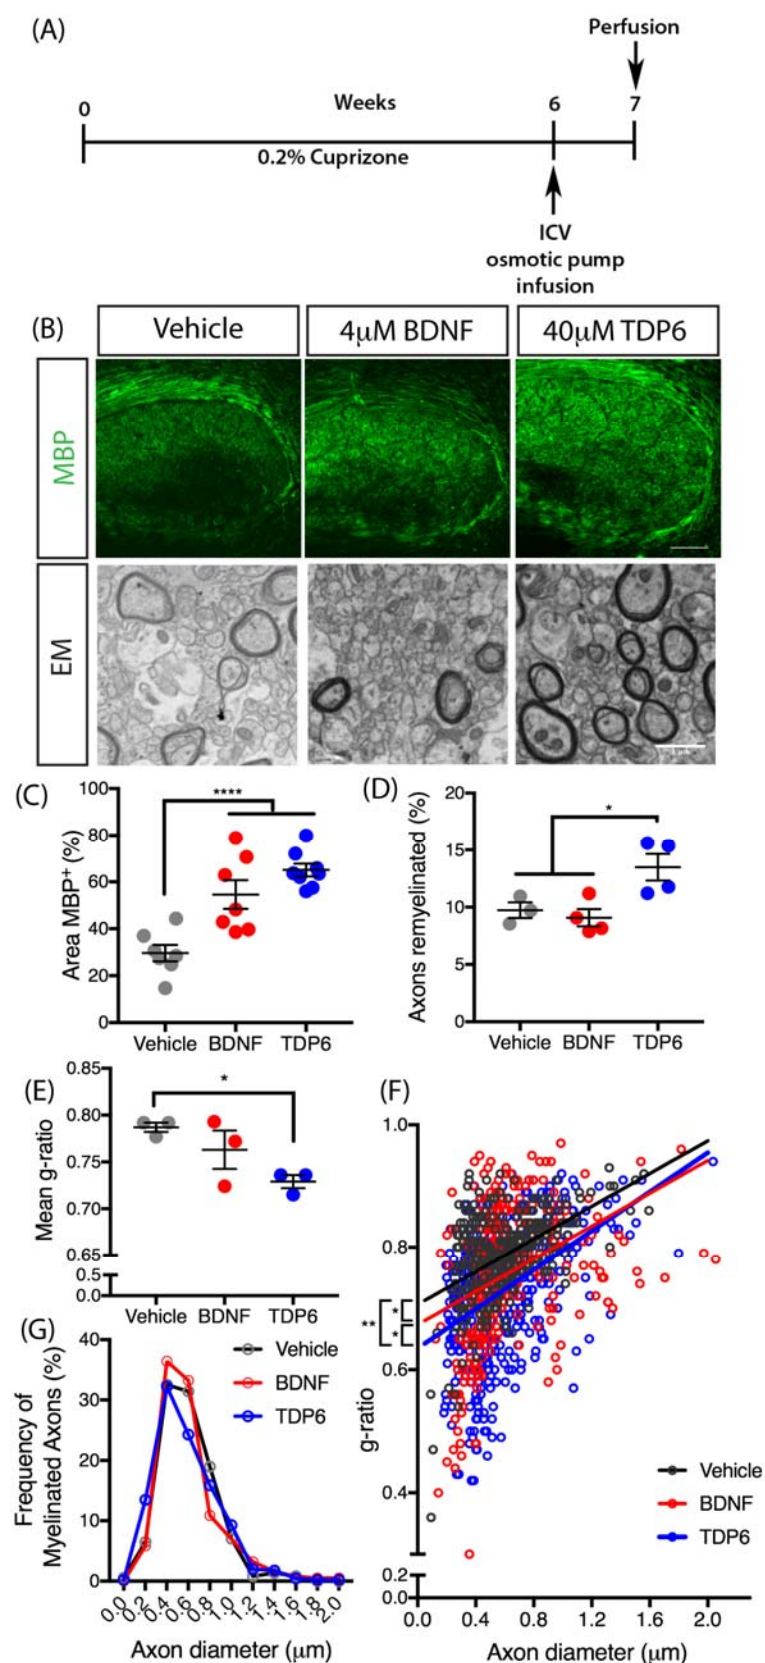 (A)
Perfusion
0 Weeks 6 7
0.2% Cuprizone
ICV
osmotic pump
infusion
(B)
Vehicle 4μM BDNF 40μM TDP6
MBP
EM
(C)
Area MBP+ (%)
100
80
60
40
20
0
****
Vehicle BDNF TDP6
(D)
Axons remyelinated (%)
20
15
10
5
0
*
Vehicle BDNF TDP6
(E)
Mean g-ratio
0.85
0.80
0.75
0.70
0.65
0.5
0.0
*
Vehicle BDNF TDP6
(F)
g-ratio
1.0
0.8
0.6
0.4
0.2
0.0
**
*
*
Vehicle
BDNF
TDP6
0.0 0.4 0.8 1.2 1.6 2.0
Axon diameter (μm)
(G)
Frequency of
Myelinated Axons (%)
40
30
20
10
0
Vehicle
BDNF
TDP6
0.0 0.2 0.4 0.6 0.8 1.0 1.2 1.4 1.6 1.8 2.0
Axon diameter (μm)